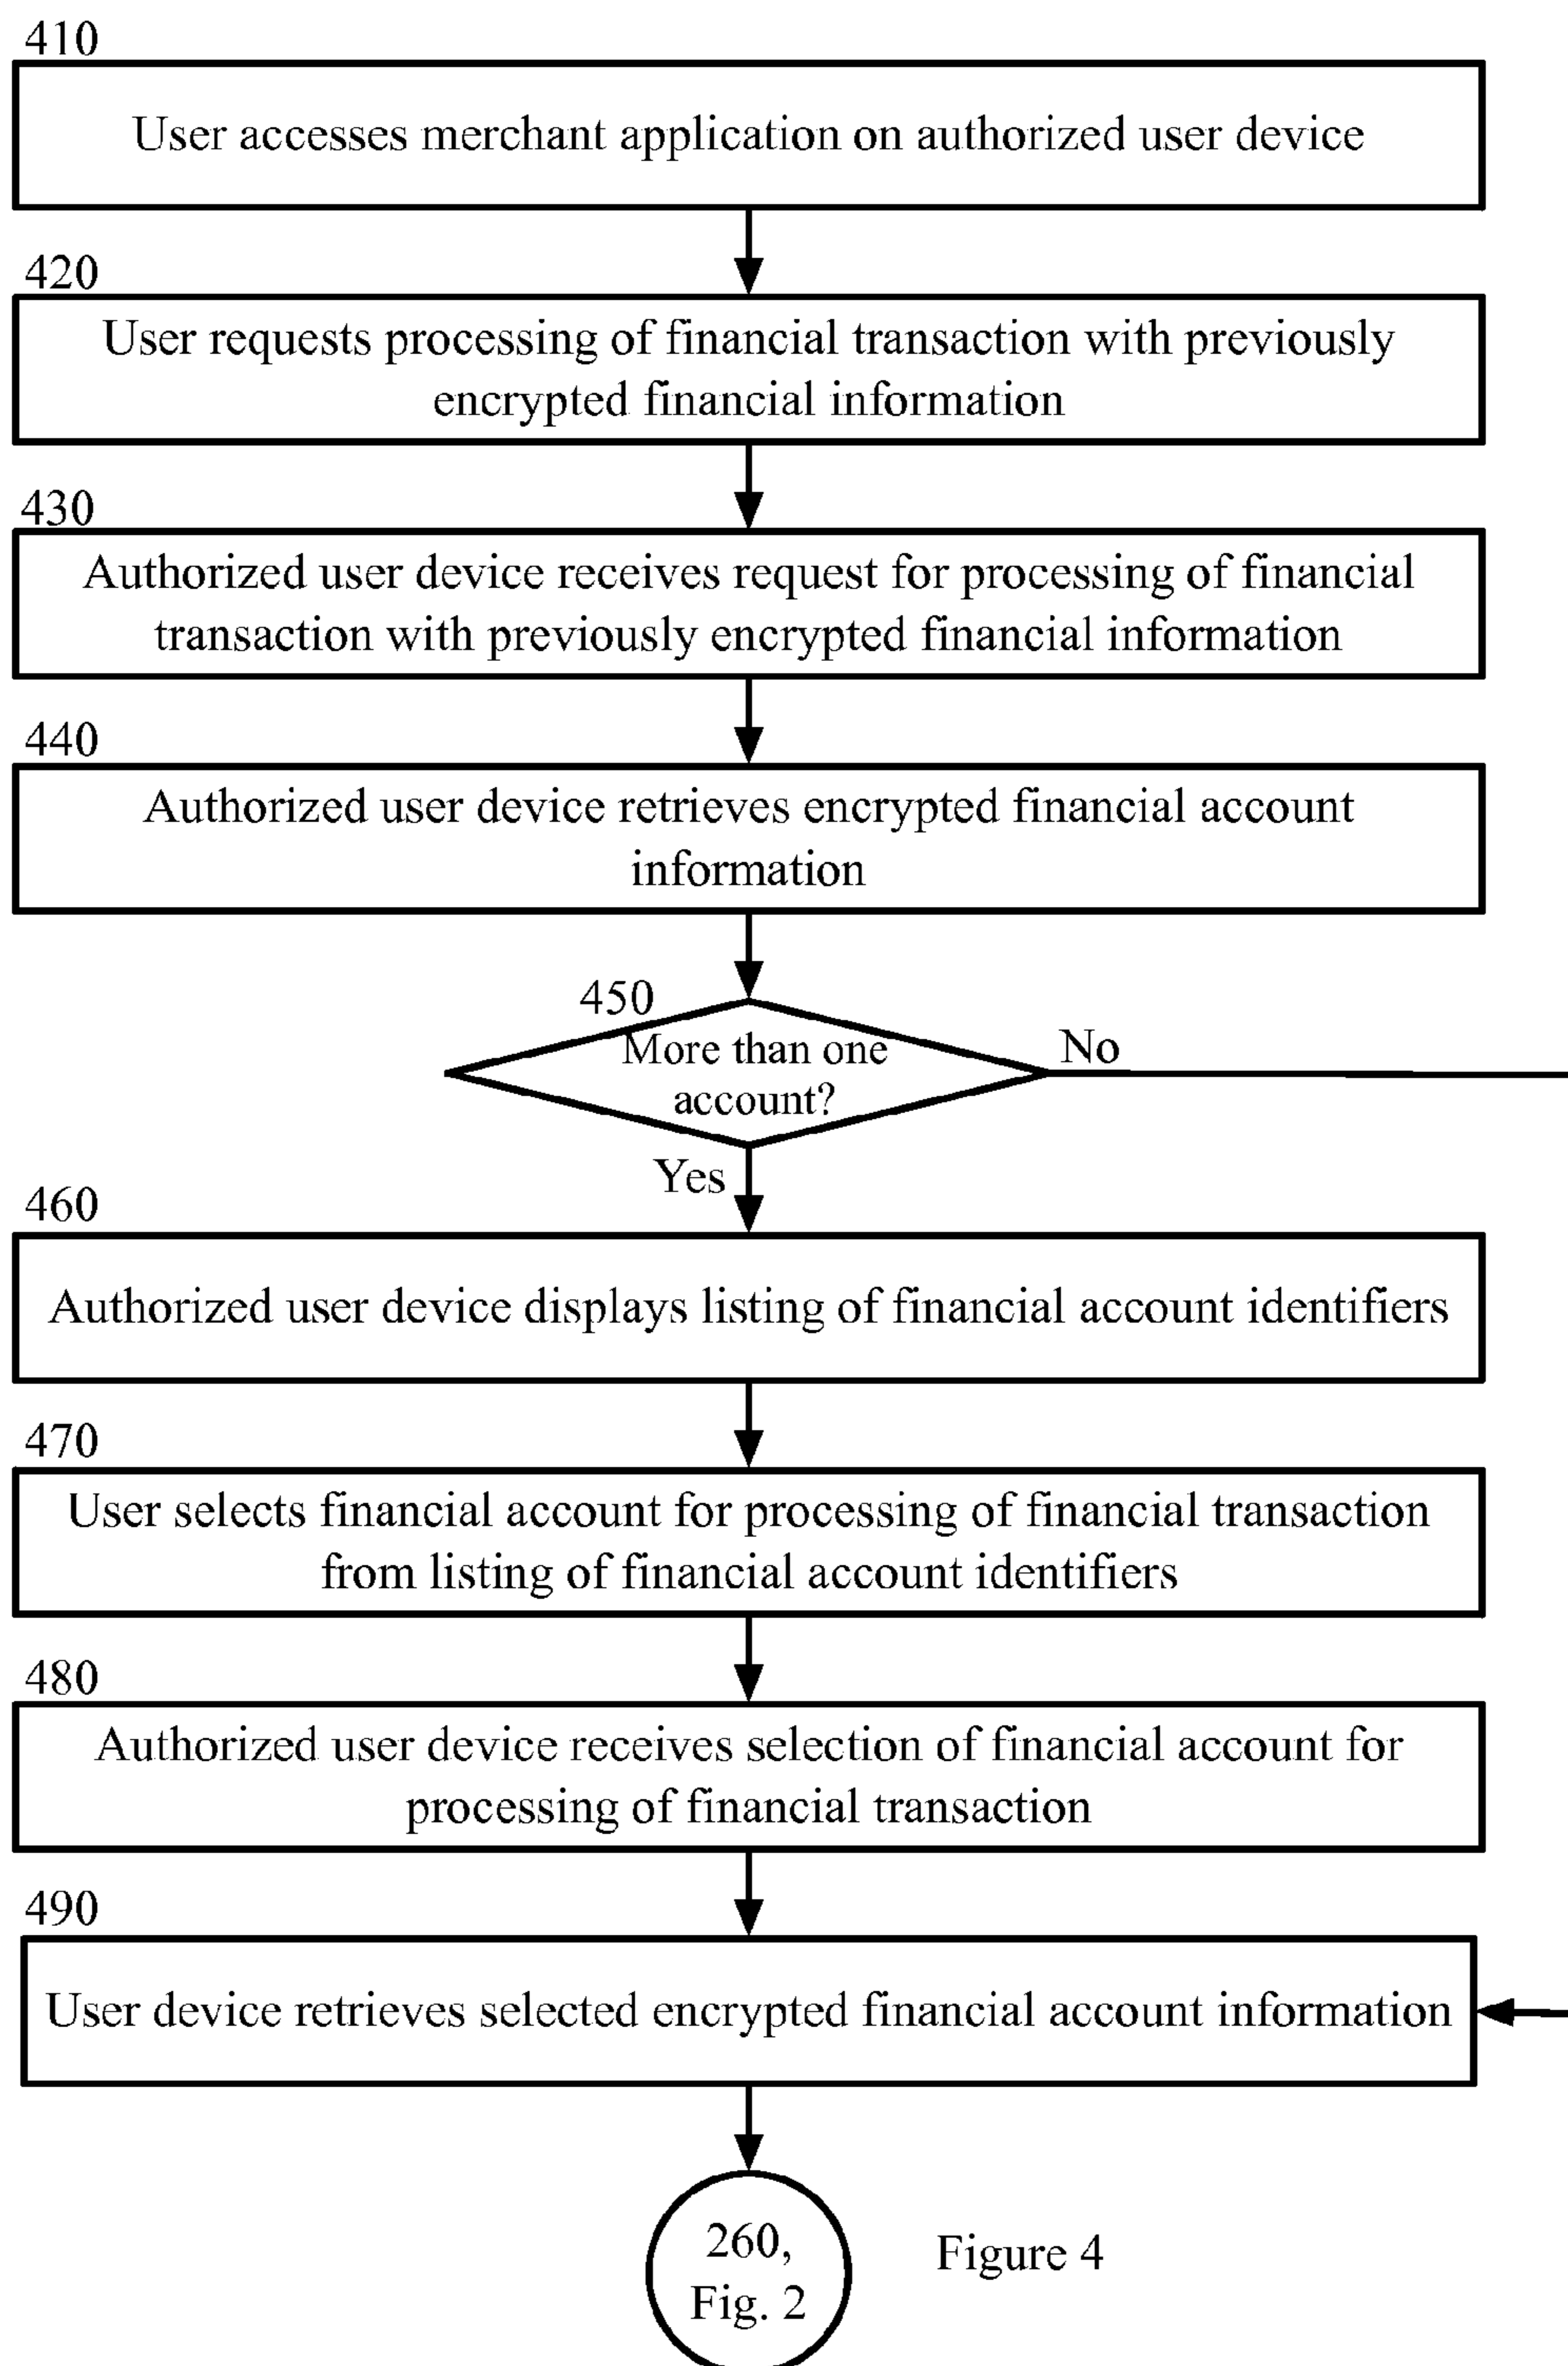 410
User accesses merchant application on authorized user device
420
User requests processing of financial transaction with previously
encrypted financial information
430
Authorized user device receives request for processing of financial
transaction with previously encrypted financial information
440
Authorized user device retrieves encrypted financial account
information
450
More than one
account?
No
Yes
460
Authorized user device displays listing of financial account identifiers
470
User selects financial account for processing of financial transaction
from listing of financial account identifiers
480
Authorized user device receives selection of financial account for
processing of financial transaction
490
User device retrieves selected encrypted financial account information
260,
Fig. 2
Figure 4